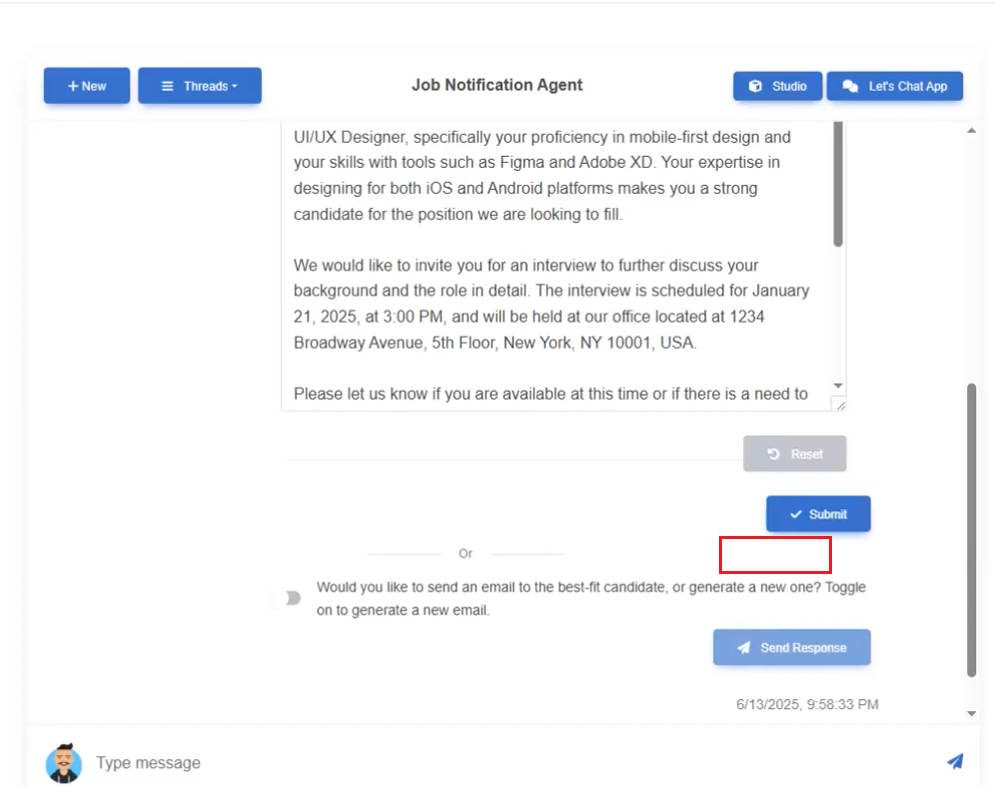 New
Threads
Job Notification Agent
Studio
Let's Chat App
UI/UX Designer, specifically your proficiency in mobile-first design and
your skills with tools such as Figma and Adobe XD. Your expertise in
designing for both iOS and Android platforms makes you a strong
candidate for the position we are looking to fill.
We would like to invite you for an interview to further discuss your
background and the role in detail. The interview is scheduled for January
21, 2025, at 3:00 PM, and will be held at our office located at 1234
Broadway Avenue, 5th Floor, New York, NY 10001, USA.
Please let us know if you are available at this time or if there is a need to
Reset
Submit
Or
Would you like to send an email to the best-fit candidate, or generate a new one? Toggle
on to generate a new email.
Send Response
6/13/2025, 9:58:33 PM
Type message